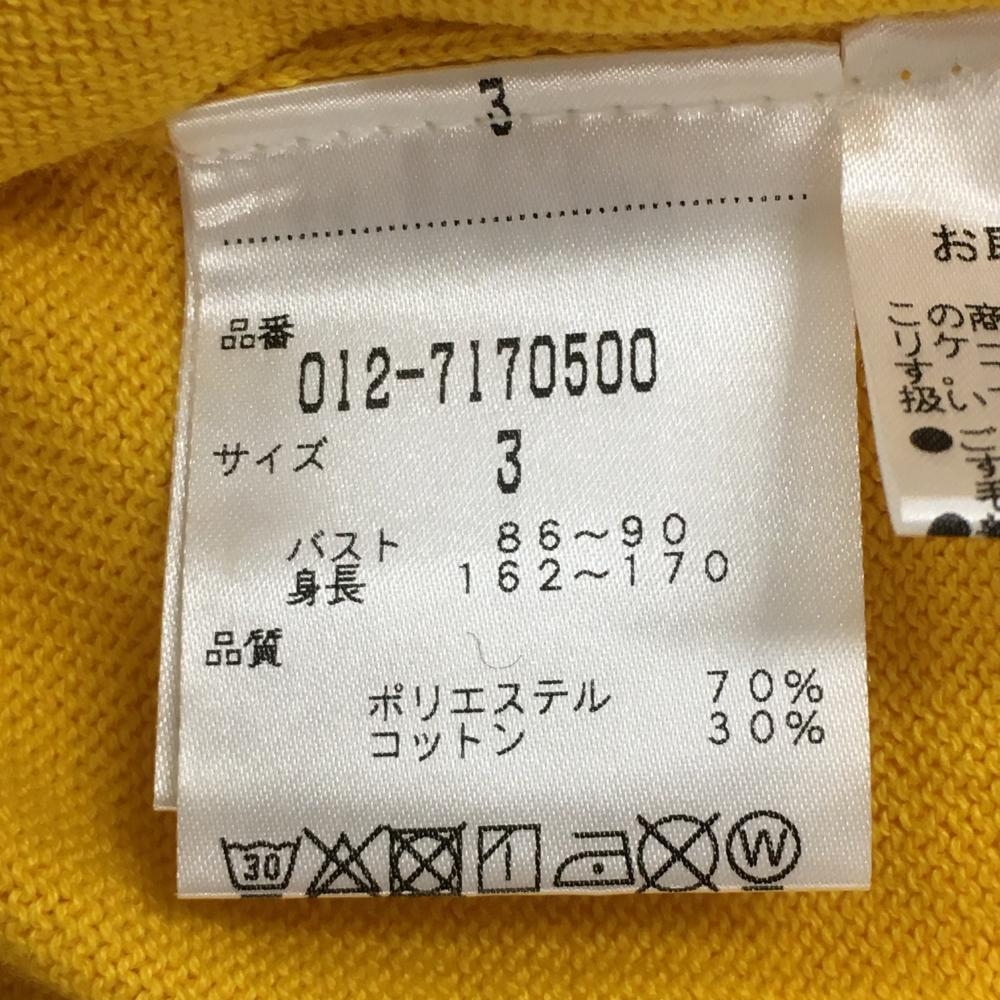 3
品番
012-7170500
サイズ 3
バスト 86～90
身長 162～170
品質
ポリエステル 70%
コットン 30%
30 W
お取
この商
りケ
す。
扱い
●ご